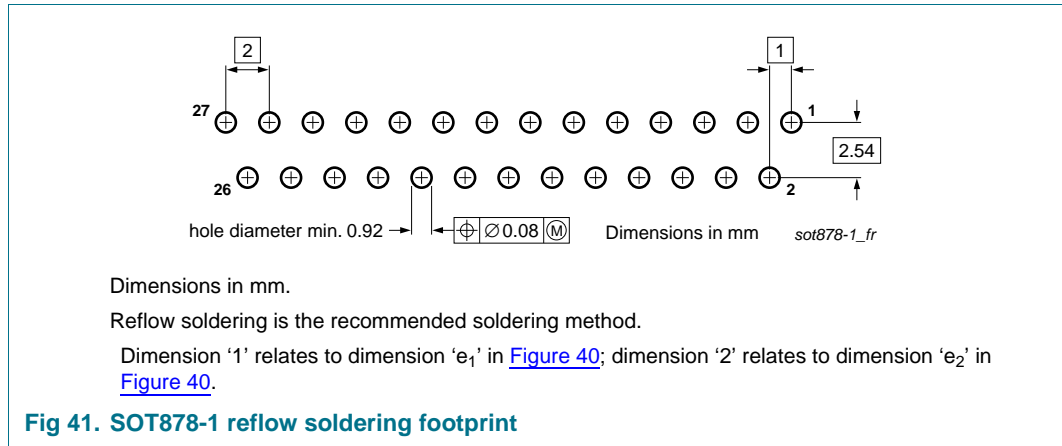 2 1
27 1
2.54
26 2
hole diameter min. 0.92 ⌖ ∅ 0.08 Ⓜ Dimensions in mm sot878-1_fr
Dimensions in mm.
Reflow soldering is the recommended soldering method.
Dimension ‘1’ relates to dimension ‘e₁’ in Figure 40; dimension ‘2’ relates to dimension ‘e₂’ in
Figure 40.
Fig 41. SOT878-1 reflow soldering footprint